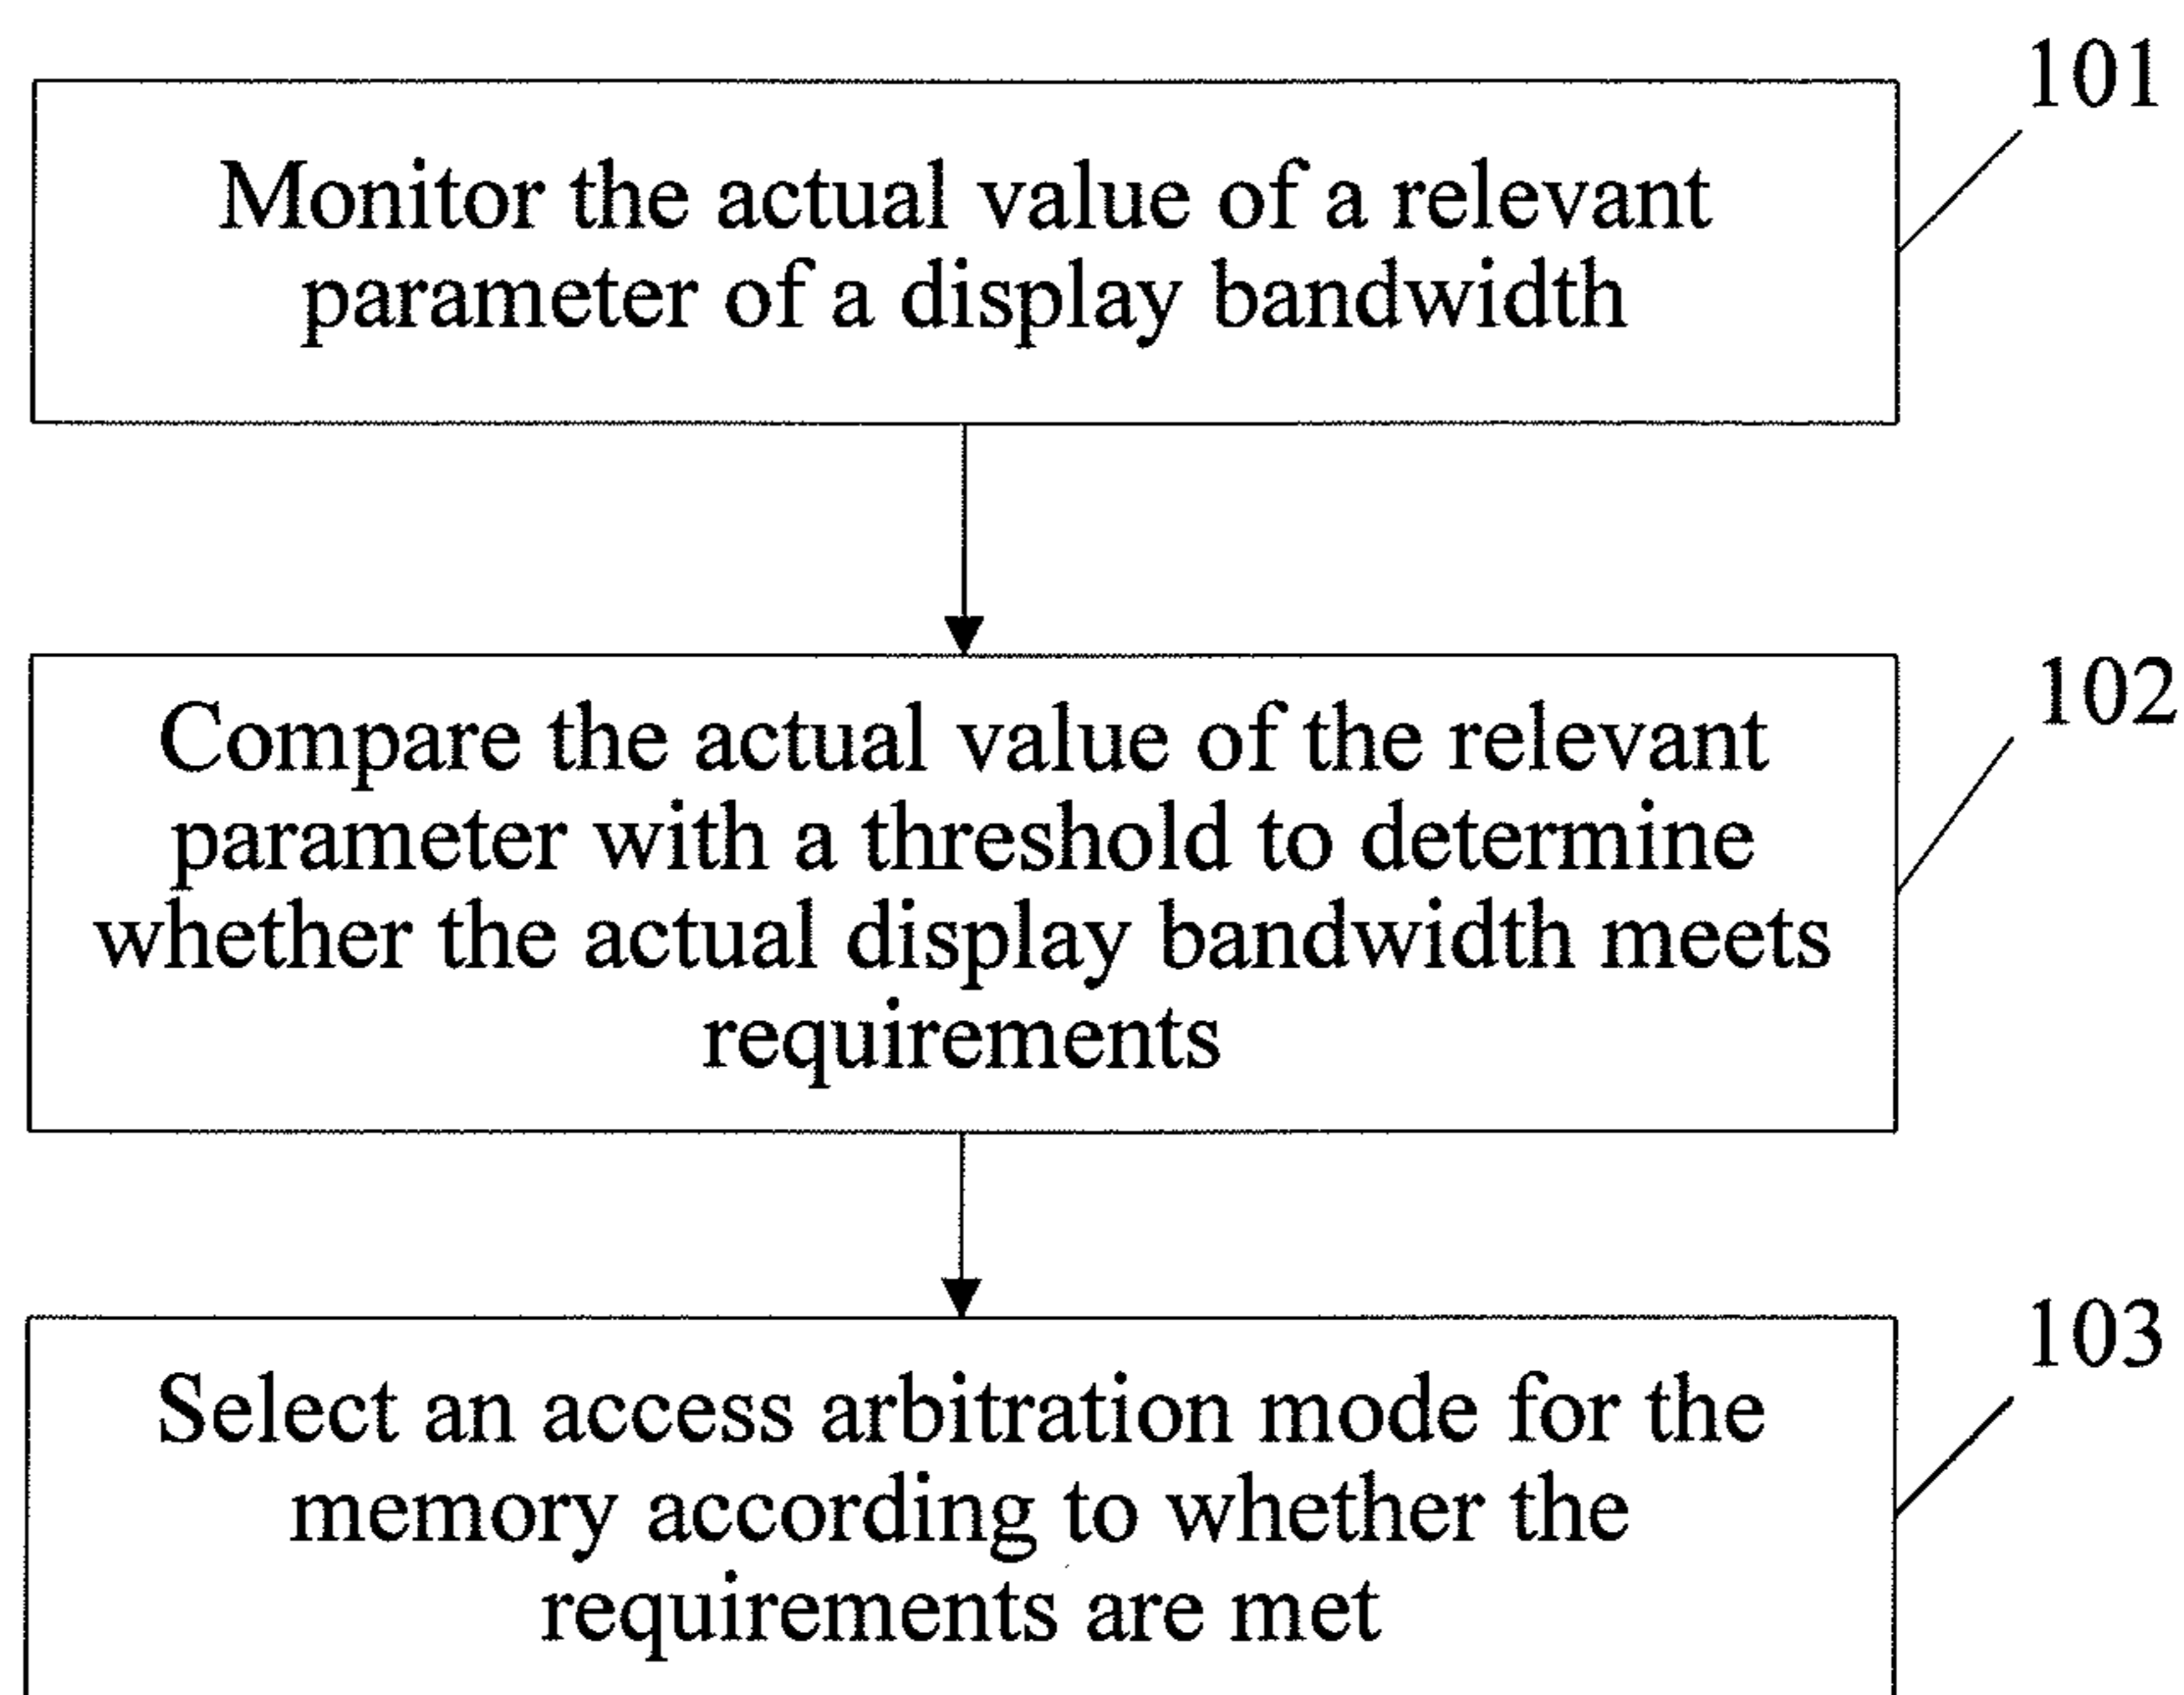 101
Monitor the actual value of a relevant
parameter of a display bandwidth
102
Compare the actual value of the relevant
parameter with a threshold to determine
whether the actual display bandwidth meets
requirements
103
Select an access arbitration mode for the
memory according to whether the
requirements are met